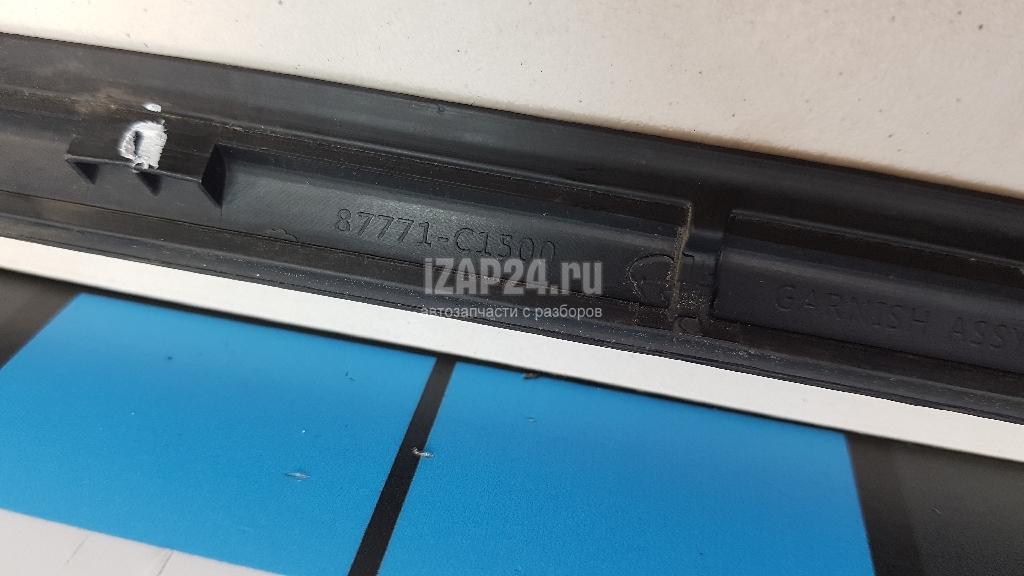 87771-C1500
GARNISH ASSY
IZAP24.ru
автозапчасти с разборов